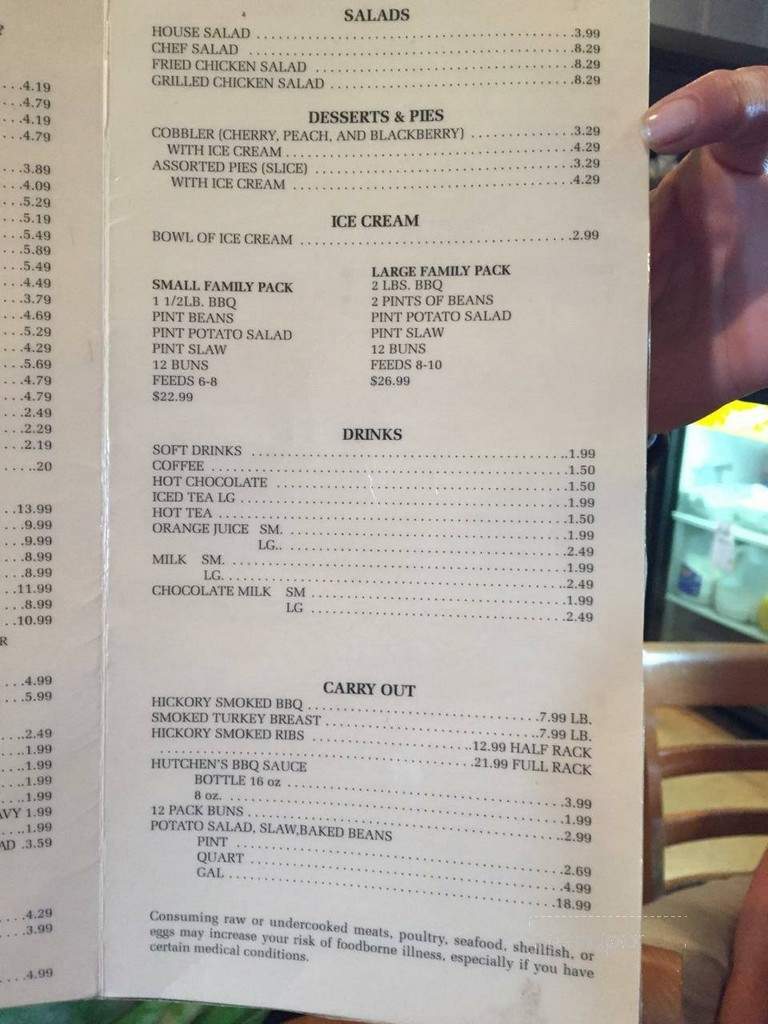 ?
...4.19
...4.79
...4.19
...4.79
...3.89
...4.09
...5.29
...5.19
...5.49
...5.89
...5.49
...4.49
...3.79
...4.69
...5.29
...4.29
...5.69
...4.79
...4.79
...2.49
...2.29
...2.19
.....20
..13.99
...9.99
...9.99
...8.99
...8.99
..11.99
...8.99
..10.99
R
...4.99
...5.99
...2.49
...1.99
...1.99
...1.99
...1.99
AVY 1.99
...1.99
AD .3.59
...4.29
...3.99
....4.99
SALADS
HOUSE SALAD ...3.99
CHEF SALAD ...8.29
FRIED CHICKEN SALAD ...8.29
GRILLED CHICKEN SALAD ...8.29
DESSERTS & PIES
COBBLER (CHERRY, PEACH, AND BLACKBERRY) ...3.29
WITH ICE CREAM ...4.29
ASSORTED PIES (SLICE) ...3.29
WITH ICE CREAM ...4.29
ICE CREAM
BOWL OF ICE CREAM ...2.99
SMALL FAMILY PACK
1 1/2LB. BBQ
PINT BEANS
PINT POTATO SALAD
PINT SLAW
12 BUNS
FEEDS 6-8
$22.99
LARGE FAMILY PACK
2 LBS. BBQ
2 PINTS OF BEANS
PINT POTATO SALAD
PINT SLAW
12 BUNS
FEEDS 8-10
$26.99
DRINKS
SOFT DRINKS ...1.99
COFFEE ...1.50
HOT CHOCOLATE ...1.50
ICED TEA LG ...1.99
HOT TEA ...1.50
ORANGE JUICE SM. ...1.99
LG.. ...2.49
MILK SM. ...1.99
LG. ...2.49
CHOCOLATE MILK SM ...1.99
LG ...2.49
CARRY OUT
HICKORY SMOKED BBQ ...7.99 LB.
SMOKED TURKEY BREAST ...7.99 LB.
HICKORY SMOKED RIBS ...12.99 HALF RACK
...21.99 FULL RACK
HUTCHEN'S BBQ SAUCE
BOTTLE 16 oz ...3.99
8 oz. ...1.99
12 PACK BUNS ...2.99
POTATO SALAD, SLAW,BAKED BEANS
PINT ...2.69
QUART ...4.99
GAL ...18.99
Consuming raw or undercooked meats, poultry, seafood, shellfish, or
eggs may increase your risk of foodborne illness, especially if you have
certain medical conditions.